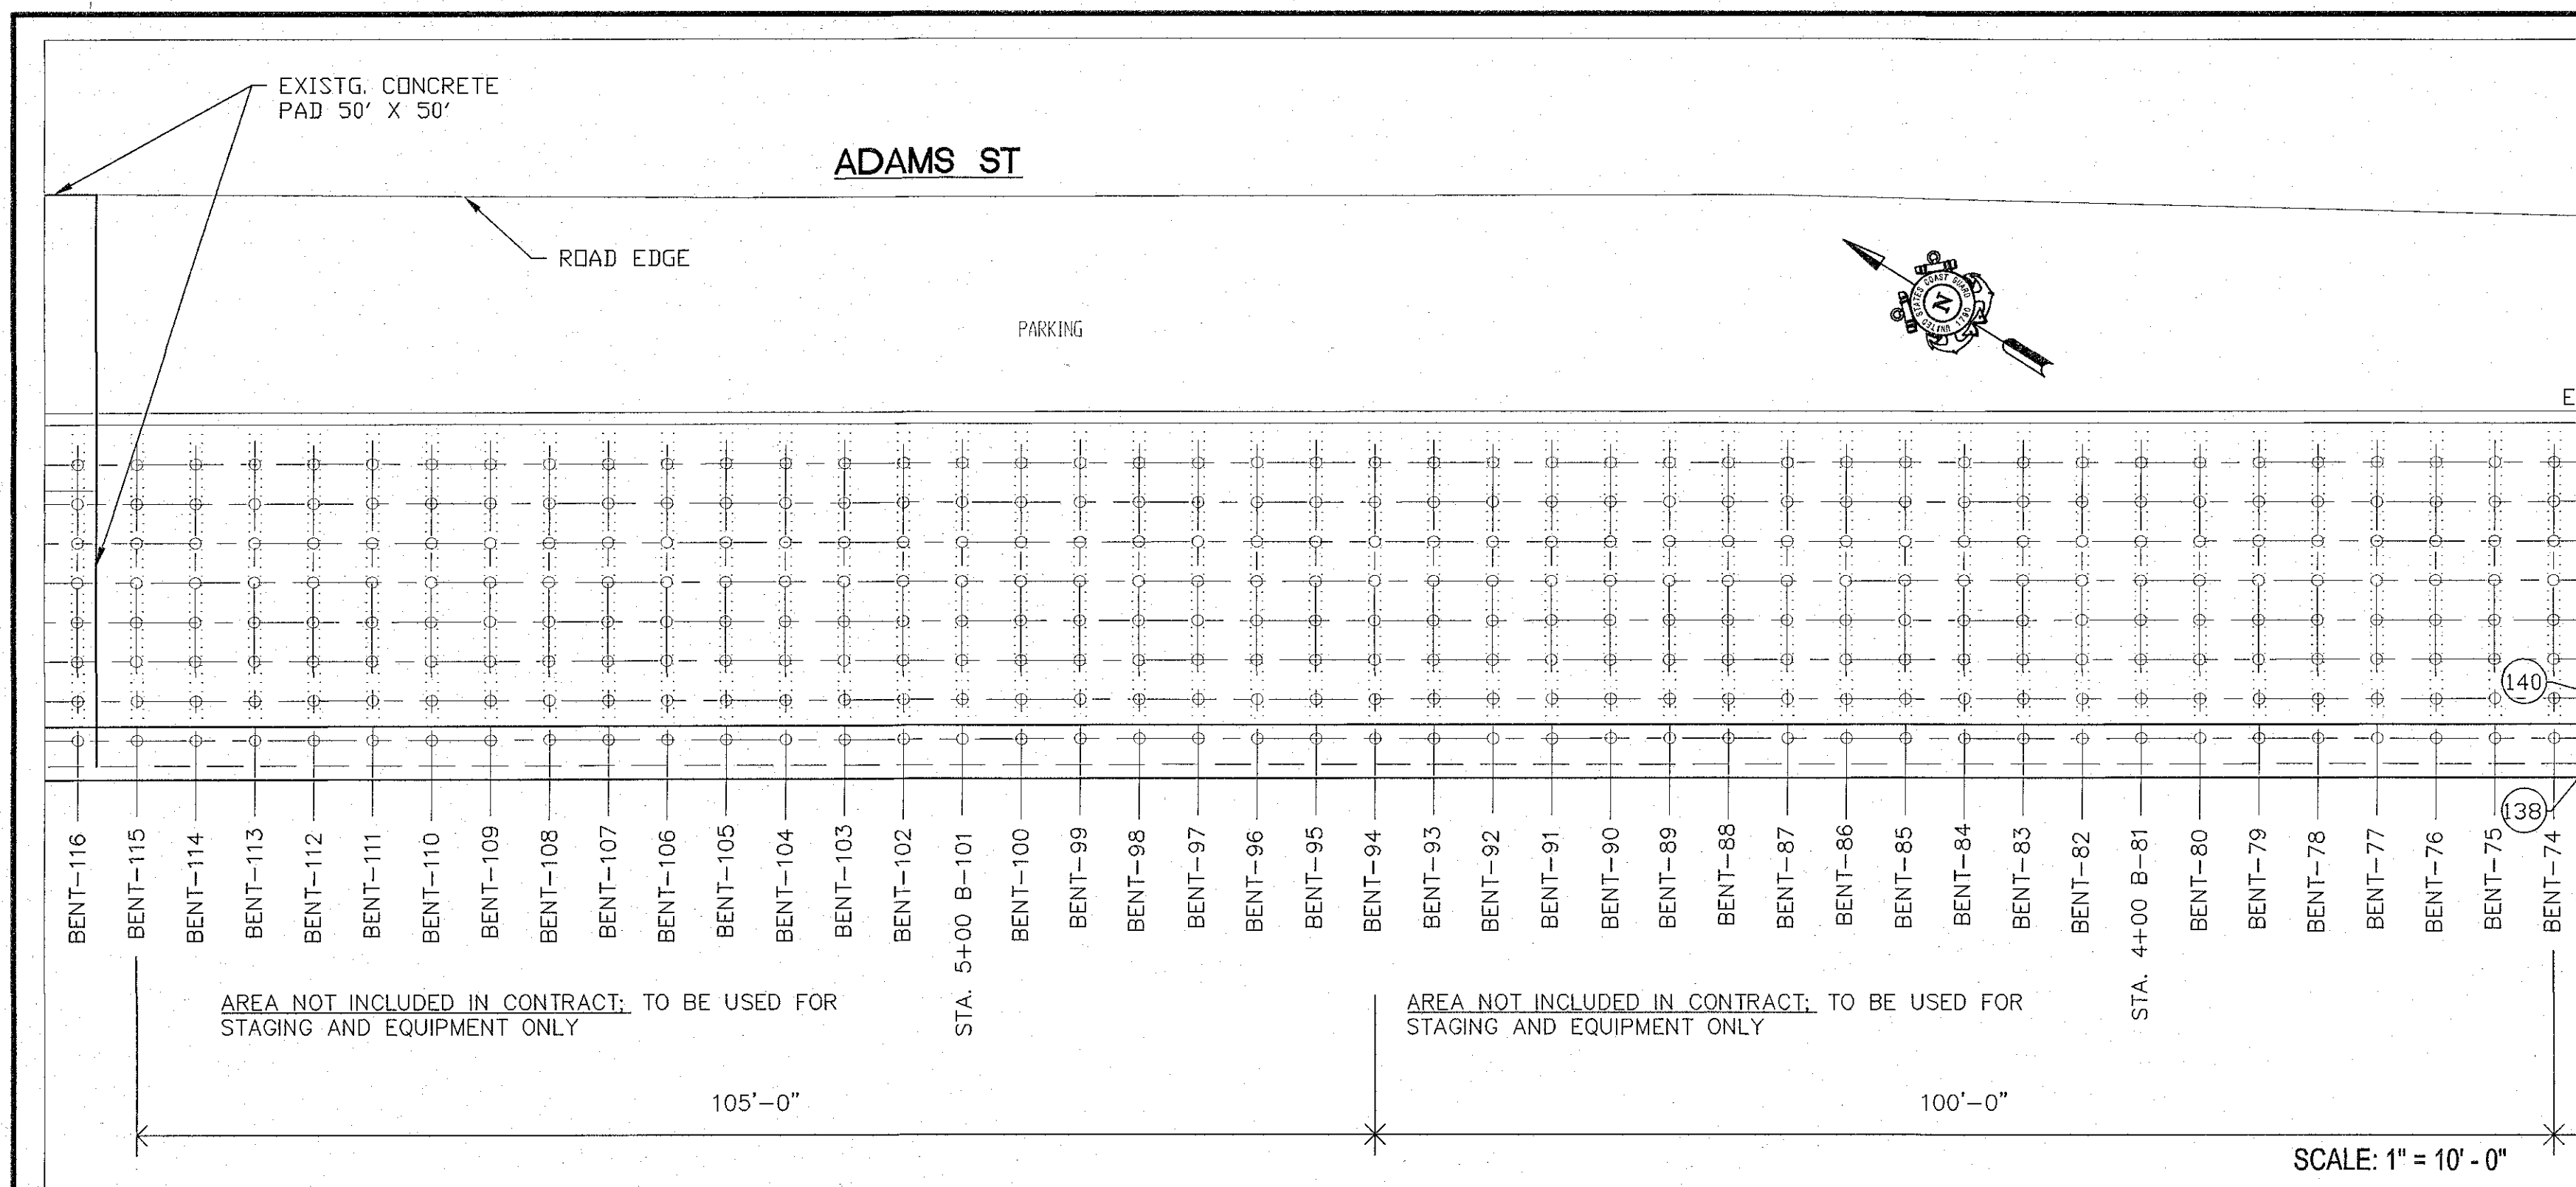 EXISTG. CONCRETE
PAD 50' X 50'
ADAMS ST
ROAD EDGE
PARKING
UNITED STATES COAST GUARD 1790
N
E
140
138
BENT-116
BENT-115
BENT-114
BENT-113
BENT-112
BENT-111
BENT-110
BENT-109
BENT-108
BENT-107
BENT-106
BENT-105
BENT-104
BENT-103
BENT-102
STA. 5+00 B-101
BENT-100
BENT-99
BENT-98
BENT-97
BENT-96
BENT-95
BENT-94
BENT-93
BENT-92
BENT-91
BENT-90
BENT-89
BENT-88
BENT-87
BENT-86
BENT-85
BENT-84
BENT-83
BENT-82
STA. 4+00 B-81
BENT-80
BENT-79
BENT-78
BENT-77
BENT-76
BENT-75
BENT-74
AREA NOT INCLUDED IN CONTRACT; TO BE USED FOR
STAGING AND EQUIPMENT ONLY
AREA NOT INCLUDED IN CONTRACT; TO BE USED FOR
STAGING AND EQUIPMENT ONLY
105'-0"
100'-0"
SCALE: 1" = 10' - 0"